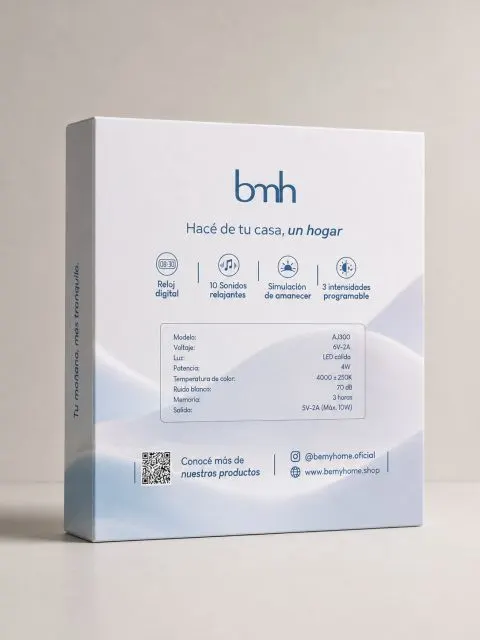 bmh
Hacé de tu casa, un hogar
08:30
Reloj
digital
10 Sonidos
relajantes
Simulación
de amanecer
3 intensidades
programable
Modelo: AJ300
Voltaje: 6V-2A
Luz: LED cálido
Potencia: 4W
Temperatura de color: 4000 ± 250K
Ruido blanco: 70 dB
Memoria: 3 horas
Salida: 5V-2A (Máx. 10W)
Conocé más de
nuestros productos
@bemyhome.oficial
www.bemyhome.shop
Tu mañana, más tranquila.